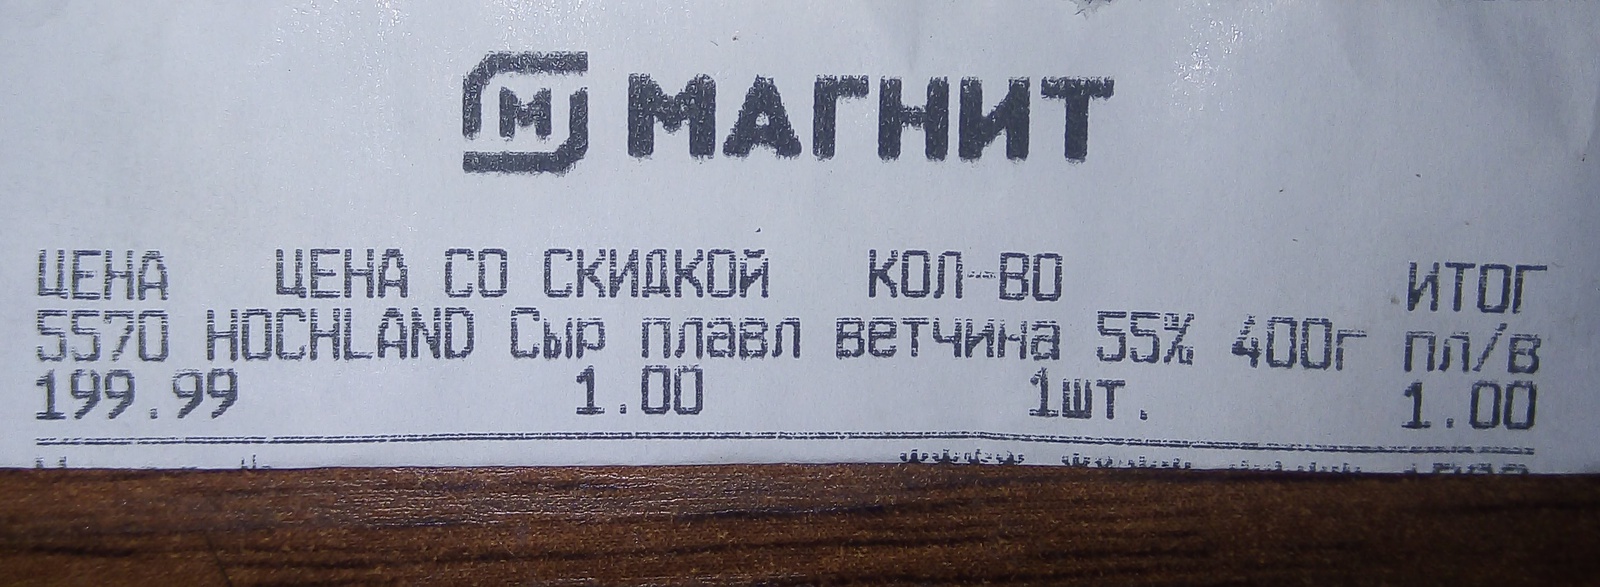 М МАГНИТ
ЦЕНА ЦЕНА СО СКИДКОЙ КОЛ-ВО ИТОГ
5570 HOCHLAND Сыр плавл ветчина 55% 400г пл/в
199.99 1.00 1шт. 1.00